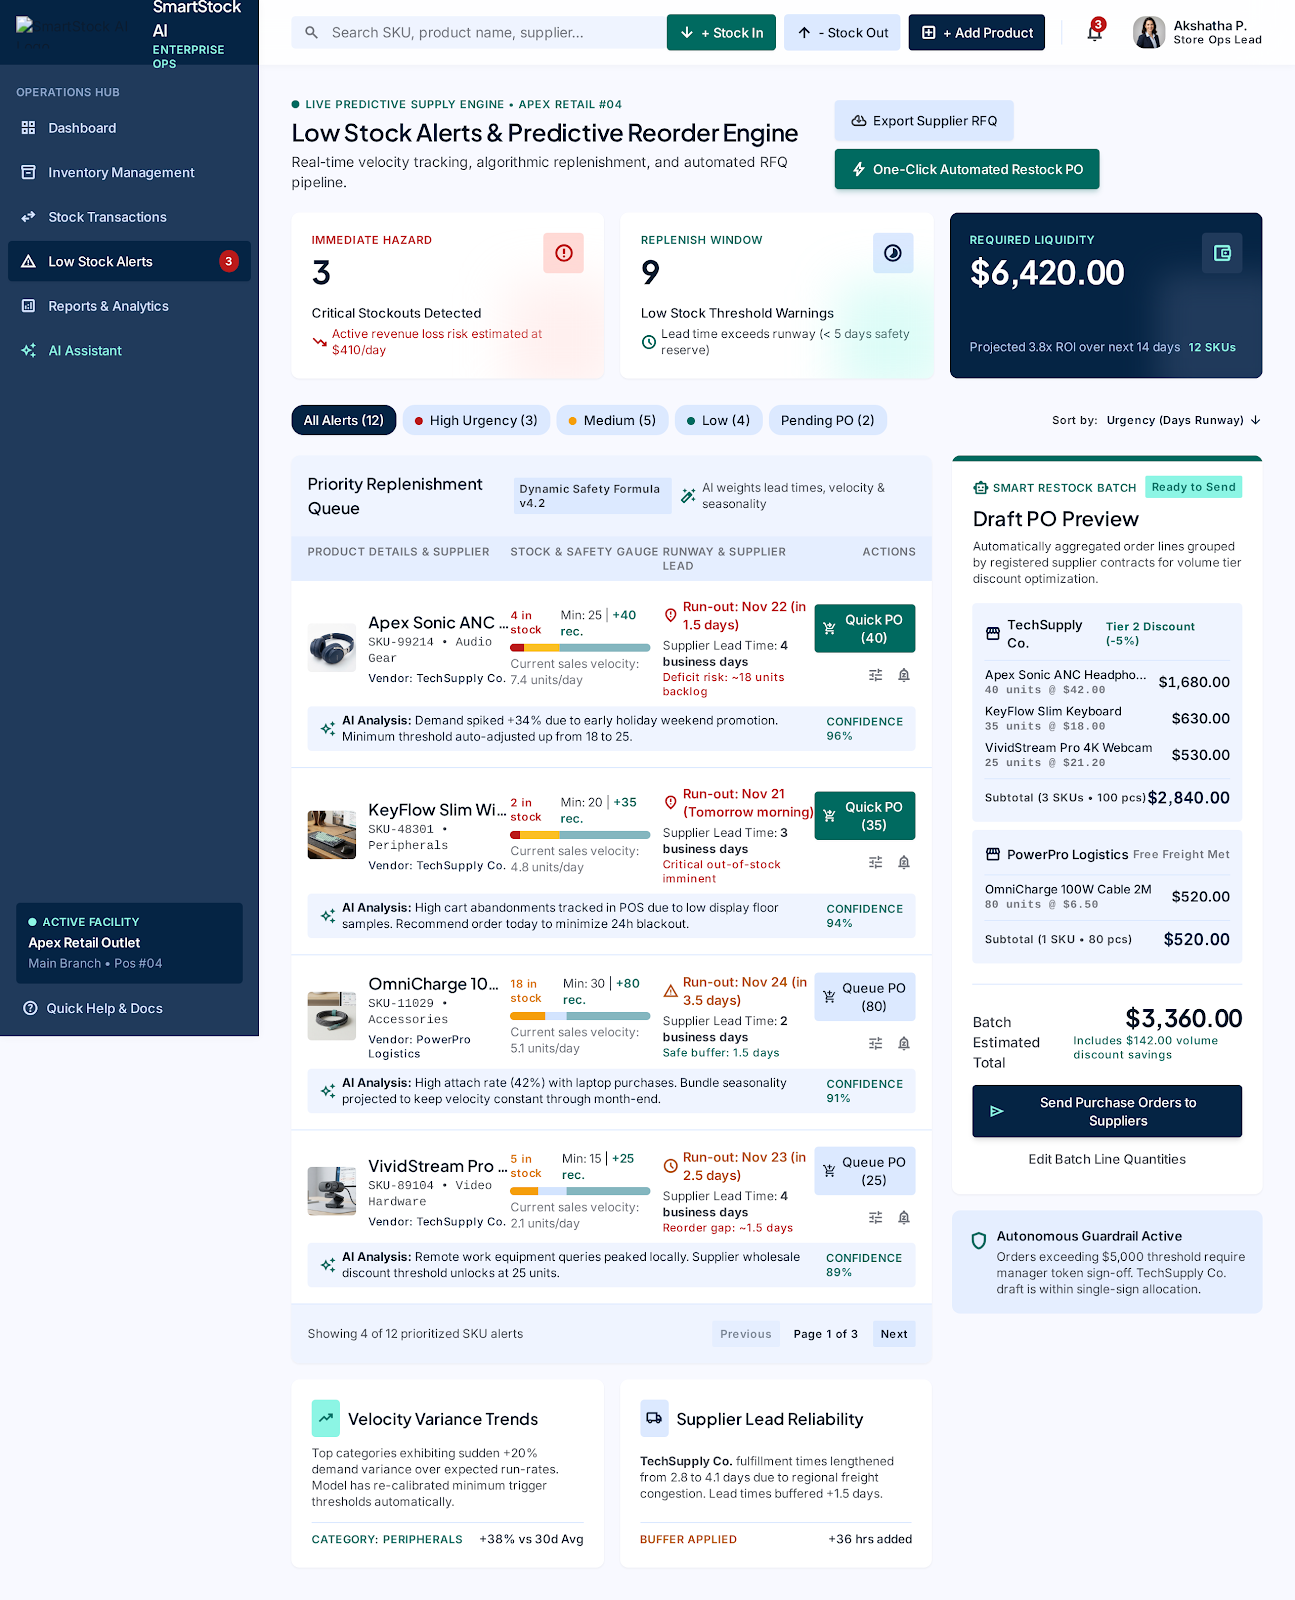 SmartStock AI
SmartStock
AI
ENTERPRISE
OPS
OPERATIONS HUB
Dashboard
Inventory Management
Stock Transactions
Low Stock Alerts
3
Reports & Analytics
AI Assistant
ACTIVE FACILITY
Apex Retail Outlet
Main Branch • Pos #04
Quick Help & Docs
Search SKU, product name, supplier...
+ Stock In
- Stock Out
+ Add Product
3
Akshatha P.
Store Ops Lead
LIVE PREDICTIVE SUPPLY ENGINE • APEX RETAIL #04
Low Stock Alerts & Predictive Reorder Engine
Real-time velocity tracking, algorithmic replenishment, and automated RFQ
pipeline.
Export Supplier RFQ
One-Click Automated Restock PO
IMMEDIATE HAZARD
3
Critical Stockouts Detected
Active revenue loss risk estimated at
$410/day
REPLENISH WINDOW
9
Low Stock Threshold Warnings
Lead time exceeds runway (< 5 days safety
reserve)
REQUIRED LIQUIDITY
$6,420.00
Projected 3.8x ROI over next 14 days 12 SKUs
All Alerts (12)
High Urgency (3)
Medium (5)
Low (4)
Pending PO (2)
Sort by: Urgency (Days Runway)
Priority Replenishment
Queue
Dynamic Safety Formula
v4.2
AI weights lead times, velocity &
seasonality
PRODUCT DETAILS & SUPPLIER
STOCK & SAFETY GAUGE
RUNWAY & SUPPLIER
LEAD
ACTIONS
Apex Sonic ANC ...
SKU-99214 • Audio
Gear
Vendor: TechSupply Co.
4 in
stock
Min: 25 | +40
rec.
Current sales velocity:
7.4 units/day
Run-out: Nov 22 (in
1.5 days)
Supplier Lead Time: 4
business days
Deficit risk: ~18 units
backlog
Quick PO
(40)
AI Analysis: Demand spiked +34% due to early holiday weekend promotion.
Minimum threshold auto-adjusted up from 18 to 25.
CONFIDENCE
96%
KeyFlow Slim Wi...
SKU-48301 •
Peripherals
Vendor: TechSupply Co.
2 in
stock
Min: 20 | +35
rec.
Current sales velocity:
4.8 units/day
Run-out: Nov 21
(Tomorrow morning)
Supplier Lead Time: 3
business days
Critical out-of-stock
imminent
Quick PO
(35)
AI Analysis: High cart abandonments tracked in POS due to low display floor
samples. Recommend order today to minimize 24h blackout.
CONFIDENCE
94%
OmniCharge 10...
SKU-11029 •
Accessories
Vendor: PowerPro
Logistics
18 in
stock
Min: 30 | +80
rec.
Current sales velocity:
5.1 units/day
Run-out: Nov 24 (in
3.5 days)
Supplier Lead Time: 2
business days
Safe buffer: 1.5 days
Queue PO
(80)
AI Analysis: High attach rate (42%) with laptop purchases. Bundle seasonality
projected to keep velocity constant through month-end.
CONFIDENCE
91%
VividStream Pro ...
SKU-89104 • Video
Hardware
Vendor: TechSupply Co.
5 in
stock
Min: 15 | +25
rec.
Current sales velocity:
2.1 units/day
Run-out: Nov 23 (in
2.5 days)
Supplier Lead Time: 4
business days
Reorder gap: ~1.5 days
Queue PO
(25)
AI Analysis: Remote work equipment queries peaked locally. Supplier wholesale
discount threshold unlocks at 25 units.
CONFIDENCE
89%
Showing 4 of 12 prioritized SKU alerts
Previous
Page 1 of 3
Next
Velocity Variance Trends
Top categories exhibiting sudden +20%
demand variance over expected run-rates.
Model has re-calibrated minimum trigger
thresholds automatically.
CATEGORY: PERIPHERALS
+38% vs 30d Avg
Supplier Lead Reliability
TechSupply Co. fulfillment times lengthened
from 2.8 to 4.1 days due to regional freight
congestion. Lead times buffered +1.5 days.
BUFFER APPLIED
+36 hrs added
SMART RESTOCK BATCH
Ready to Send
Draft PO Preview
Automatically aggregated order lines grouped
by registered supplier contracts for volume tier
discount optimization.
TechSupply
Co.
Tier 2 Discount
(-5%)
Apex Sonic ANC Headpho...
40 units @ $42.00
$1,680.00
KeyFlow Slim Keyboard
35 units @ $18.00
$630.00
VividStream Pro 4K Webcam
25 units @ $21.20
$530.00
Subtotal (3 SKUs • 100 pcs)
$2,840.00
PowerPro Logistics
Free Freight Met
OmniCharge 100W Cable 2M
80 units @ $6.50
$520.00
Subtotal (1 SKU • 80 pcs)
$520.00
Batch
Estimated
Total
$3,360.00
Includes $142.00 volume
discount savings
Send Purchase Orders to
Suppliers
Edit Batch Line Quantities
Autonomous Guardrail Active
Orders exceeding $5,000 threshold require
manager token sign-off. TechSupply Co.
draft is within single-sign allocation.